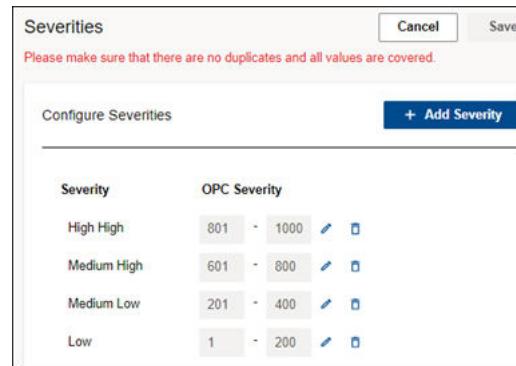 Severities Cancel Save
Please make sure that there are no duplicates and all values are covered.
Configure Severities + Add Severity
Severity OPC Severity
High High 801 - 1000
Medium High 601 - 800
Medium Low 201 - 400
Low 1 - 200